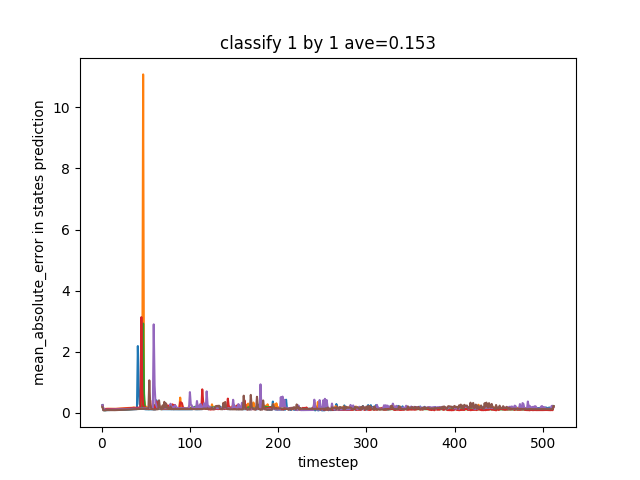 classify 1 by 1 ave=0.153
mean_absolute_error in states prediction
10
8
6
4
2
0
0 100 200 300 400 500
timestep